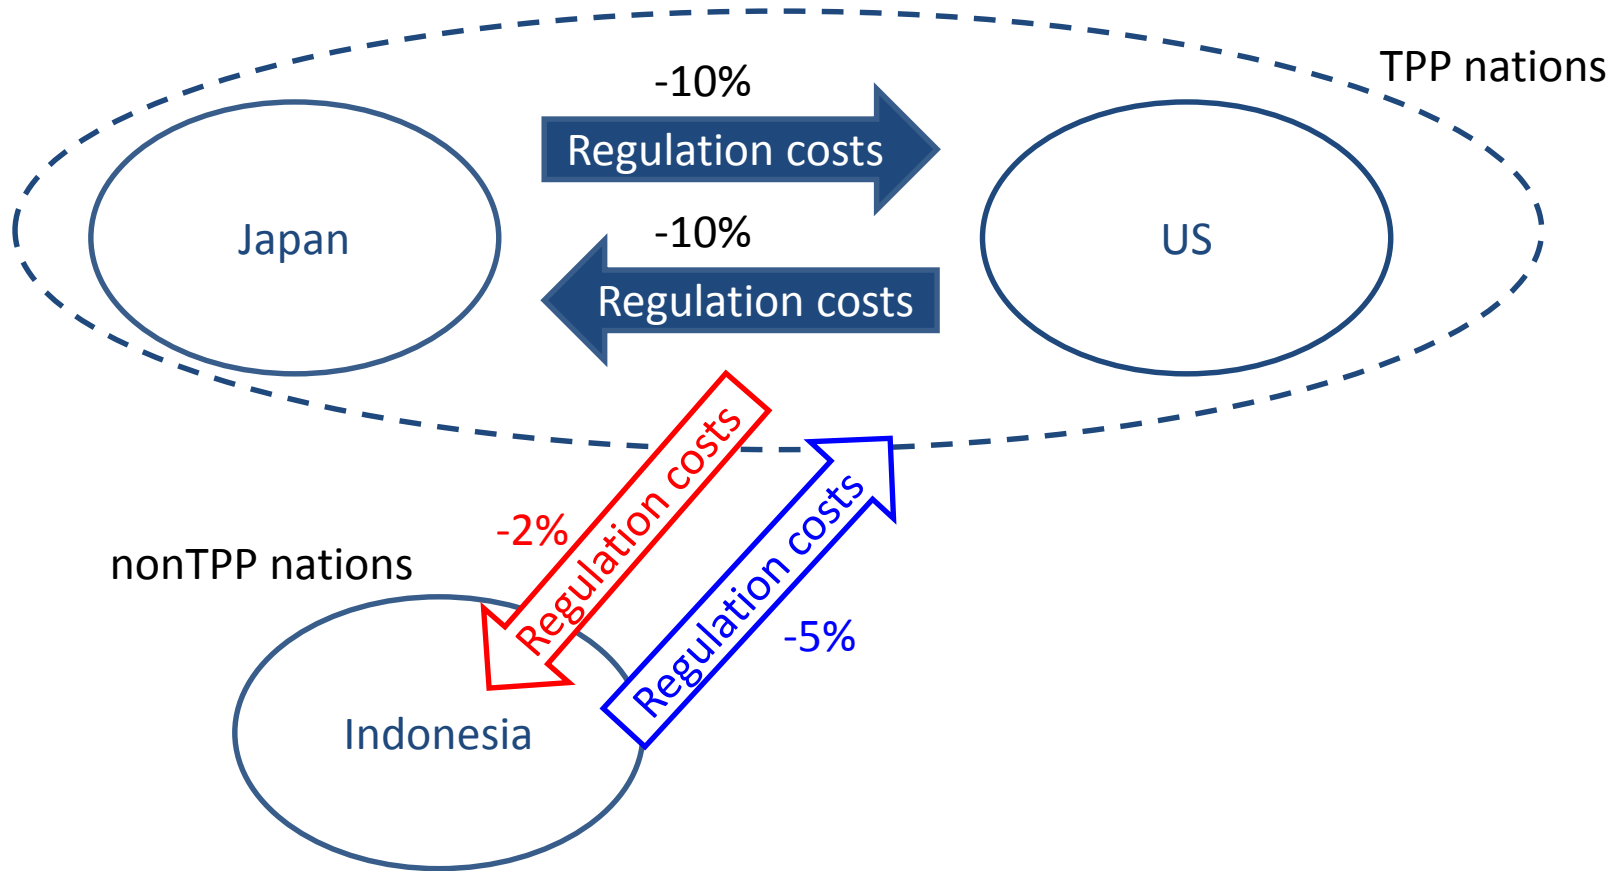 TPP nations
-10%
Regulation costs
Japan
-10%
US
Regulation costs
Regulation costs
-2%
Regulation costs
nonTPP nations
-5%
Indonesia